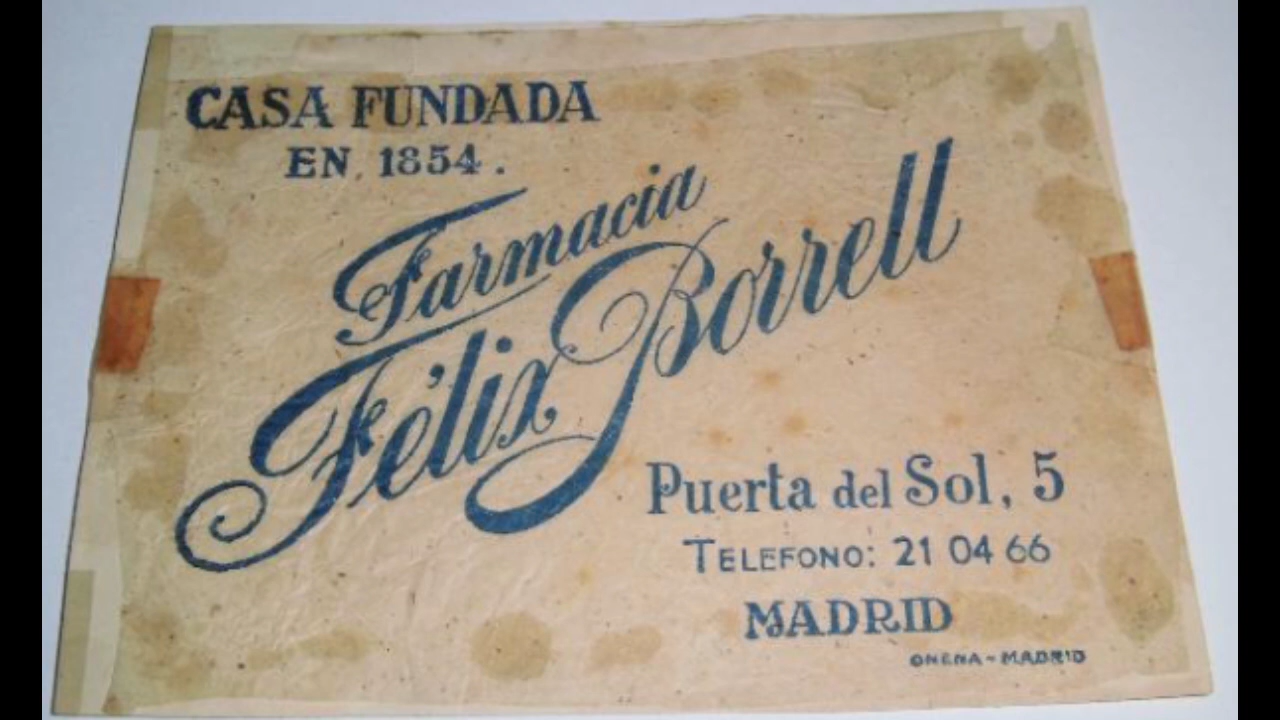 CASA FUNDADA
EN 1854.
Farmacia
Félix Borrell
Puerta del Sol, 5
TELEFONO: 21 04 66
MADRID
ONENA-MADRID